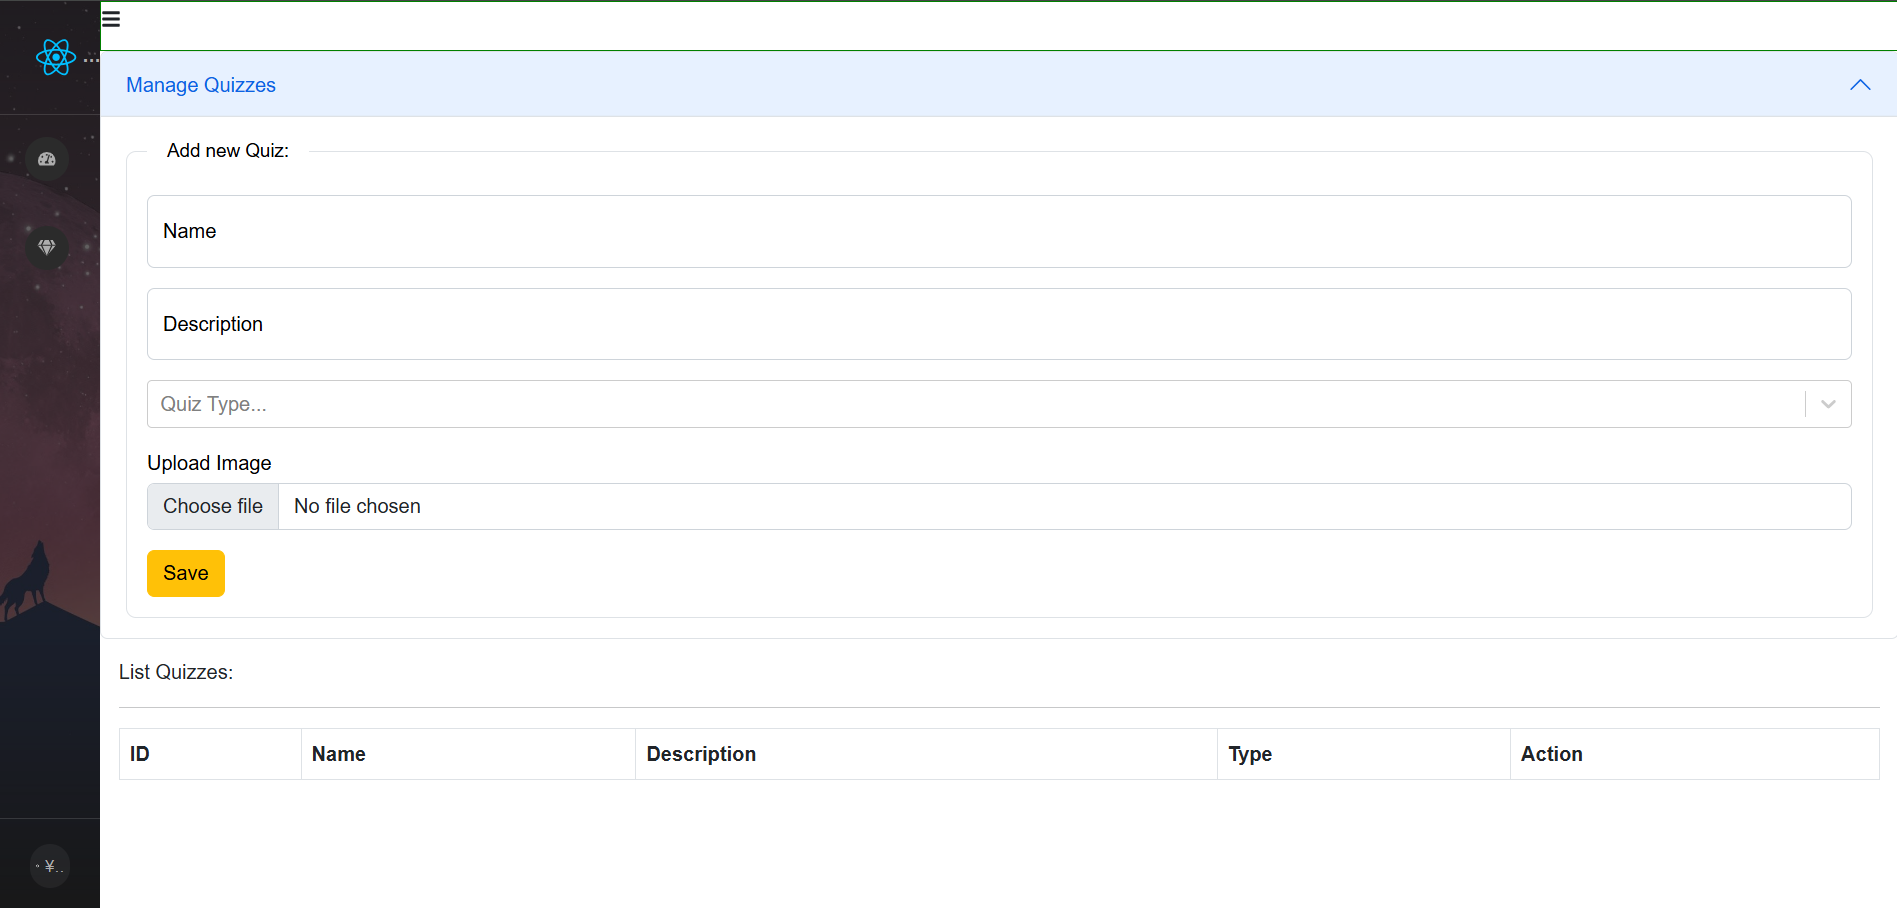 Manage Quizzes
Add new Quiz:
Name
Description
Quiz Type...
Upload Image
Choose file No file chosen
Save
List Quizzes:
ID Name Description Type Action